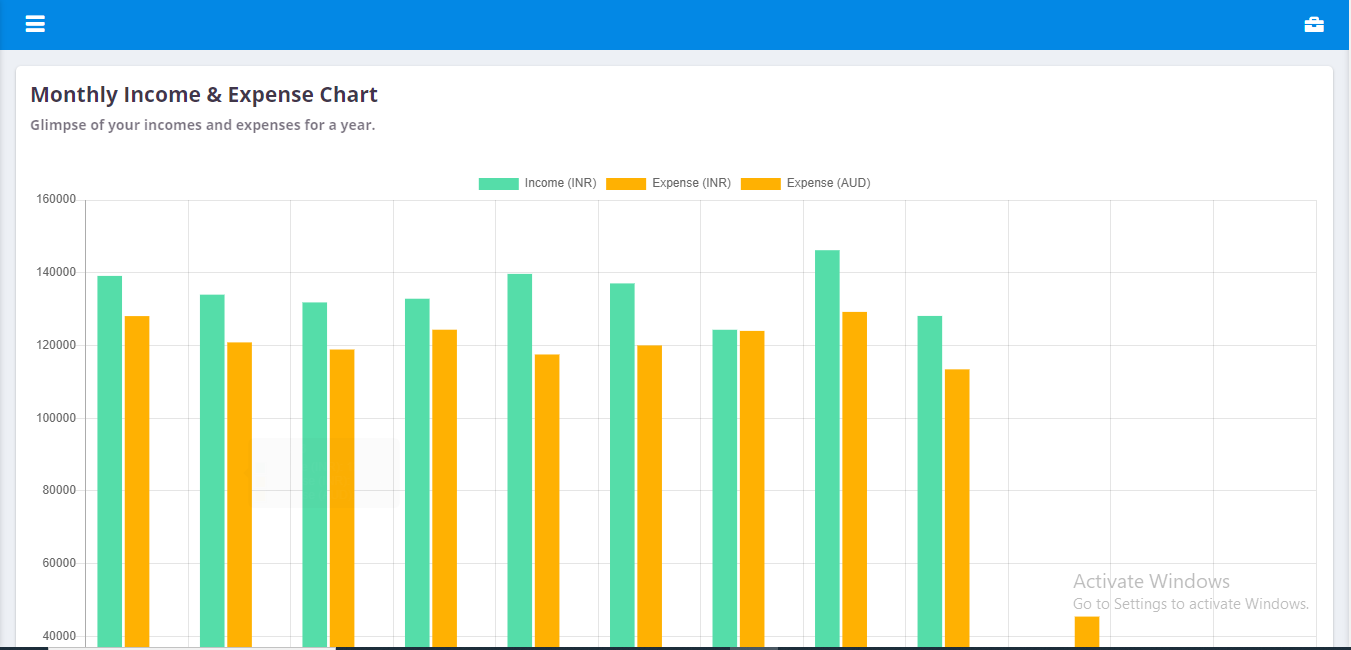 Monthly Income & Expense Chart
Glimpse of your incomes and expenses for a year.
Income (INR) Expense (INR) Expense (AUD)
160000
140000
120000
100000
80000
60000
40000
Activate Windows
Go to Settings to activate Windows.